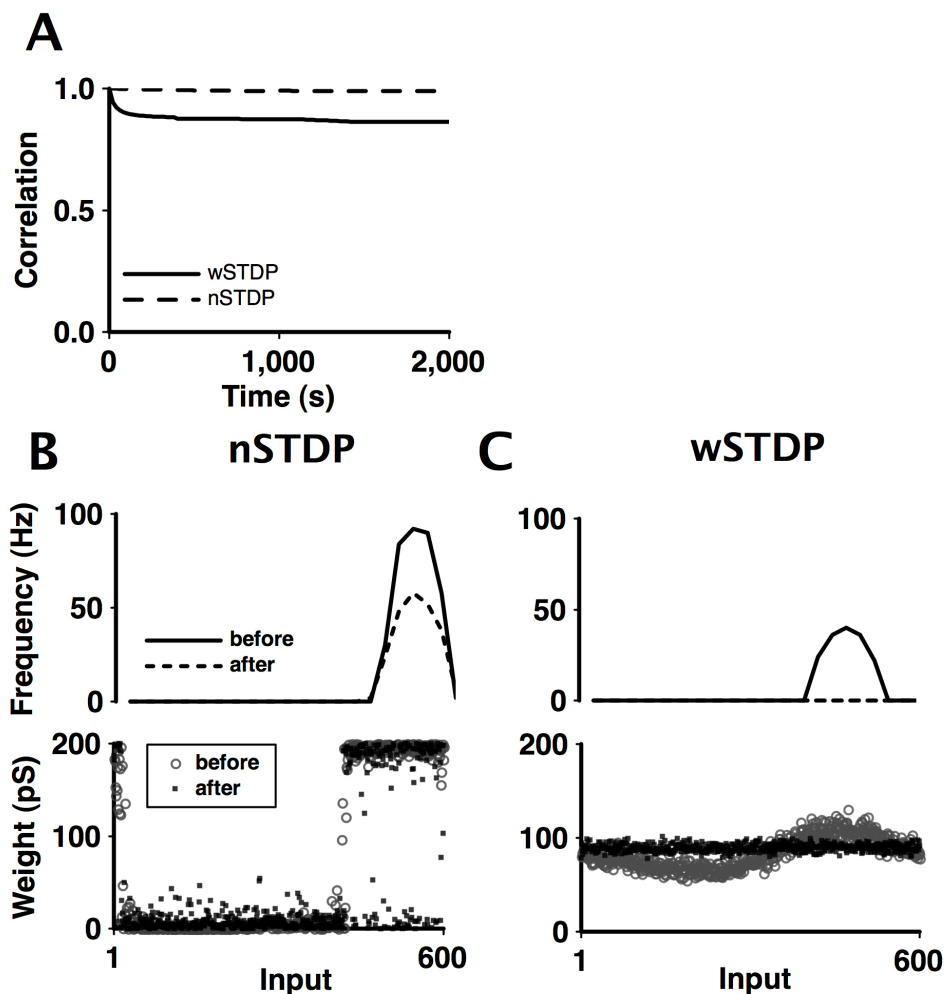 A
Correlation
1.0
0.5
0.0
wSTDP
nSTDP
0 1,000 2,000
Time (s)
B nSTDP
Frequency (Hz)
100
50
0
before
after
Weight (pS)
200
100
0
before
after
1 600
Input
C wSTDP
100
50
0
200
100
0
1 600
Input